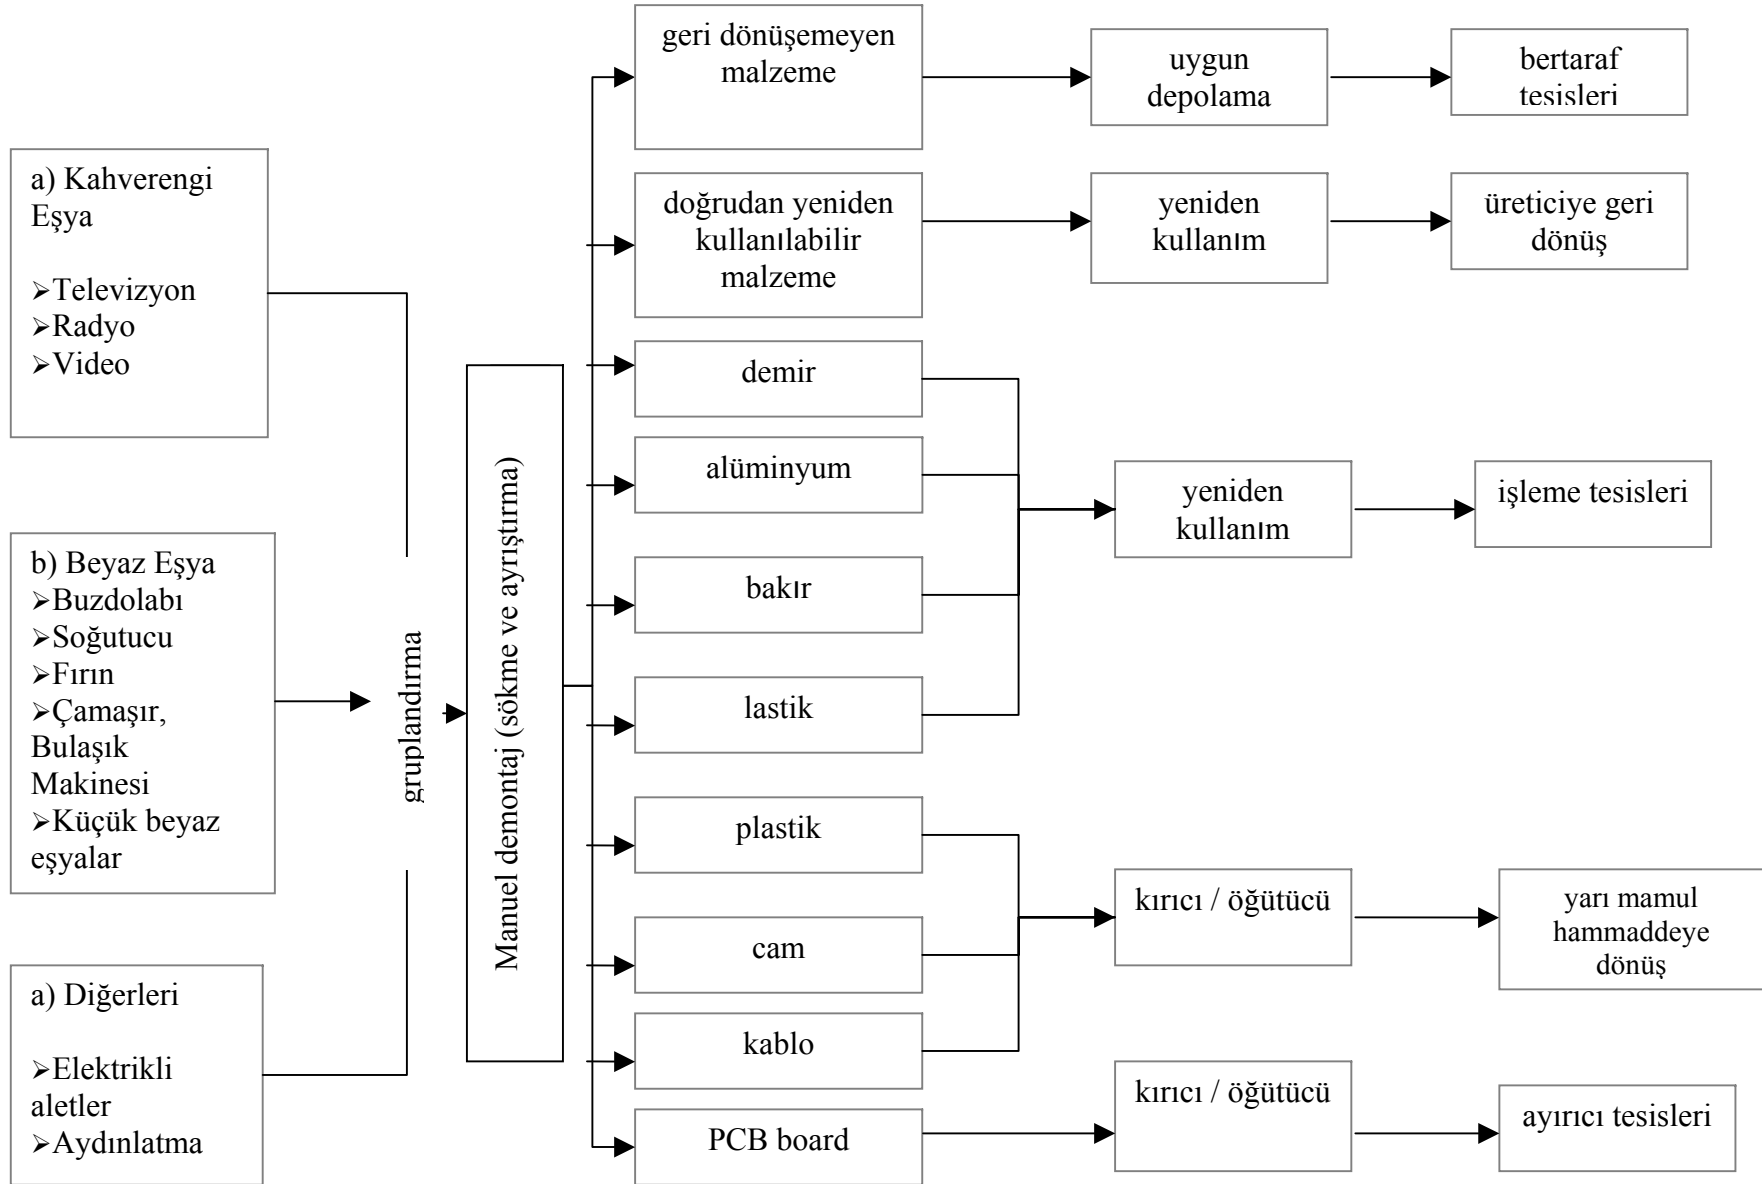 a) Kahverengi
Eşya
➢Televizyon
➢Radyo
➢Video
b) Beyaz Eşya
➢Buzdolabı
➢Soğutucu
➢Fırın
➢Çamaşır,
Bulaşık
Makinesi
➢Küçük beyaz
eşyalar
a) Diğerleri
➢Elektrikli
aletler
➢Aydınlatma
gruplandırma
Manuel demontaj (sökme ve ayrıştırma)
geri dönüşemeyen
malzeme
uygun
depolama
bertaraf
tesisleri
doğrudan yeniden
kullanılabilir
malzeme
yeniden
kullanım
üreticiye geri
dönüş
demir
alüminyum
bakır
lastik
yeniden
kullanım
işleme tesisleri
plastik
cam
kablo
kırıcı / öğütücü
yarı mamul
hammaddeye
dönüş
PCB board
kırıcı / öğütücü
ayırıcı tesisleri